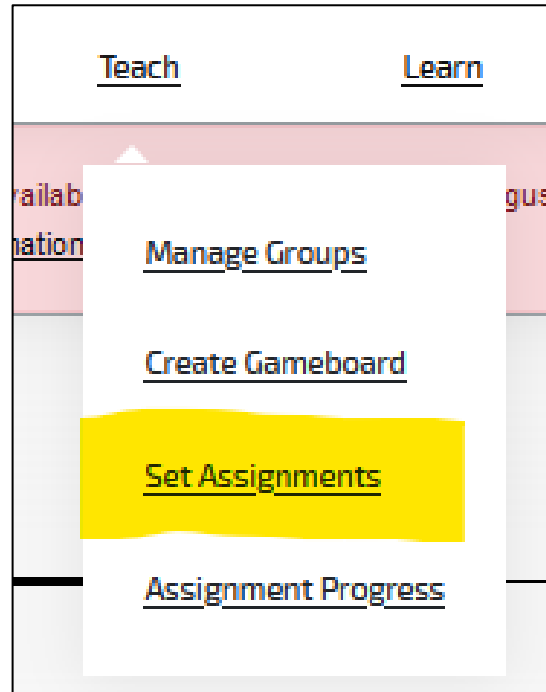 Teach Learn
Manage Groups
Create Gameboard
Set Assignments
Assignment Progress